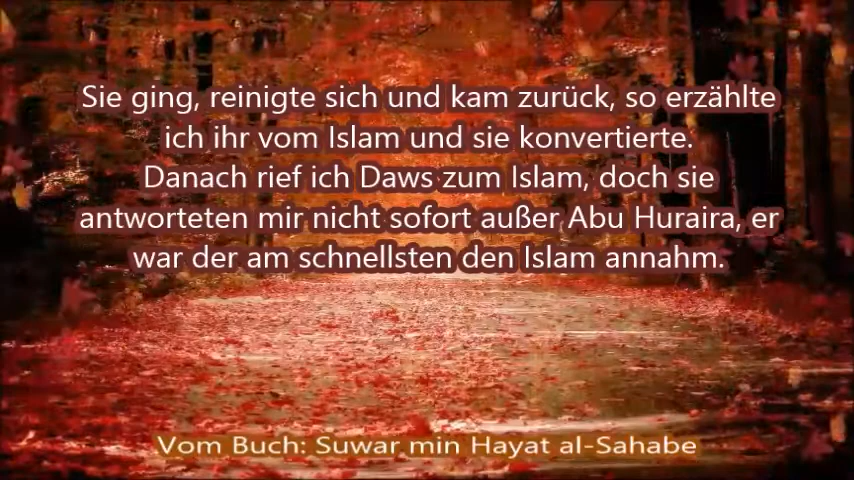 Sie ging, reinigte sich und kam zurück, so erzählte
ich ihr vom Islam und sie konvertierte.
Danach rief ich Daws zum Islam, doch sie
antworteten mir nicht sofort außer Abu Huraira, er
war der am schnellsten den Islam annahm.
Vom Buch: Suwar min Hayat al-Sahabe